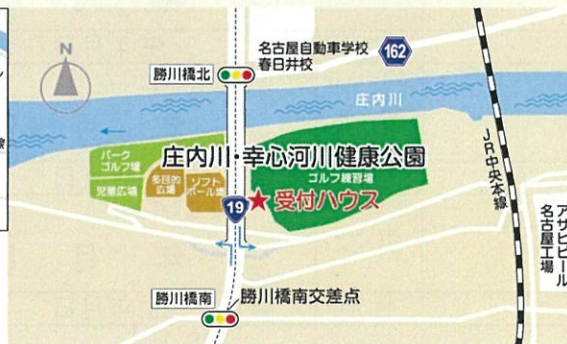 N
名古屋自動車学校
春日井校
162
勝川橋北
庄内川
庄内川・幸心河川健康公園
パーク
ゴルフ場
児童広場
多目的
広場
ソフト
ボール場
ゴルフ練習場
19
★受付ハウス
JR中央本線
アサヒビール
名古屋工場
勝川橋南
勝川橋南交差点